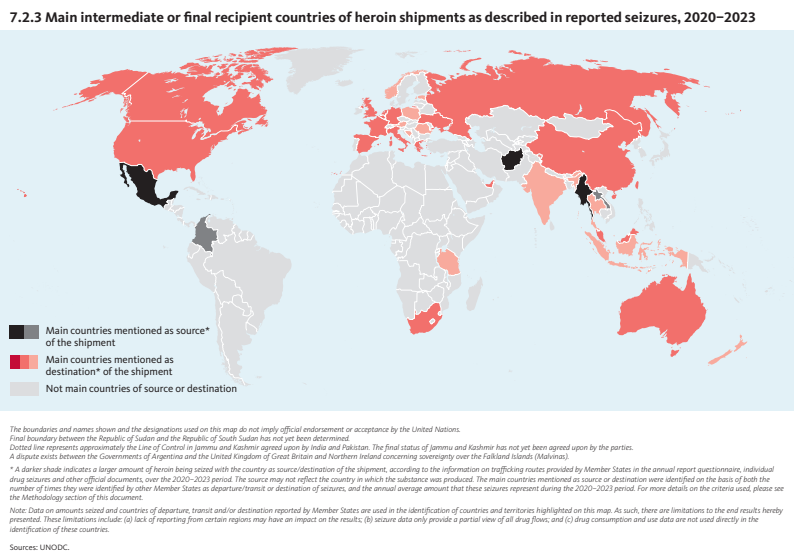 7.2.3 Main intermediate or final recipient countries of heroin shipments as described in reported seizures, 2020–2023
Main countries mentioned as source*
of the shipment
Main countries mentioned as
destination* of the shipment
Not main countries of source or destination
The boundaries and names shown and the designations used on this map do not imply official endorsement or acceptance by the United Nations.
Final boundary between the Republic of Sudan and the Republic of South Sudan has not yet been determined.
Dotted line represents approximately the Line of Control in Jammu and Kashmir agreed upon by India and Pakistan. The final status of Jammu and Kashmir has not yet been agreed upon by the parties.
A dispute exists between the Governments of Argentina and the United Kingdom of Great Britain and Northern Ireland concerning sovereignty over the Falkland Islands (Malvinas).
* A darker shade indicates a larger amount of heroin being seized with the country as source/destination of the shipment, according to the information on trafficking routes provided by Member States in the annual report questionnaire, individual
drug seizures and other official documents, over the 2020–2023 period. The source may not reflect the country in which the substance was produced. The main countries mentioned as source or destination were identified on the basis of both the
number of times they were identified by other Member States as departure/transit or destination of seizures, and the annual average amount that these seizures represent during the 2020–2023 period. For more details on the criteria used, please see
the Methodology section of this document.
Note: Data on amounts seized and countries of departure, transit and/or destination reported by Member States are used in the identification of countries and territories highlighted on this map. As such, there are limitations to the end results hereby
presented. These limitations include: (a) lack of reporting from certain regions may have an impact on the results; (b) seizure data only provide a partial view of all drug flows; and (c) drug consumption and use data are not used directly in the
identification of these countries.
Sources: UNODC.